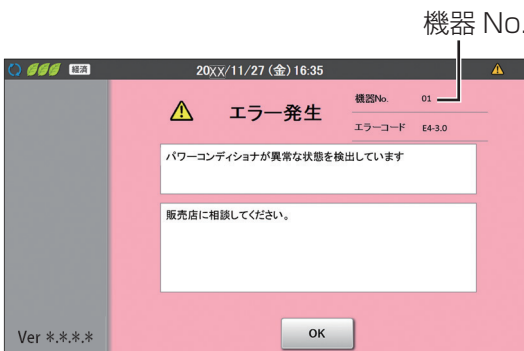 機器 No.
経済
20XX/11/27 (金) 16:35
エラー発生
機器No. 01
エラーコード E4-3.0
パワーコンディショナが異常な状態を検出しています
販売店に相談してください。
OK
Ver *.*.*.*